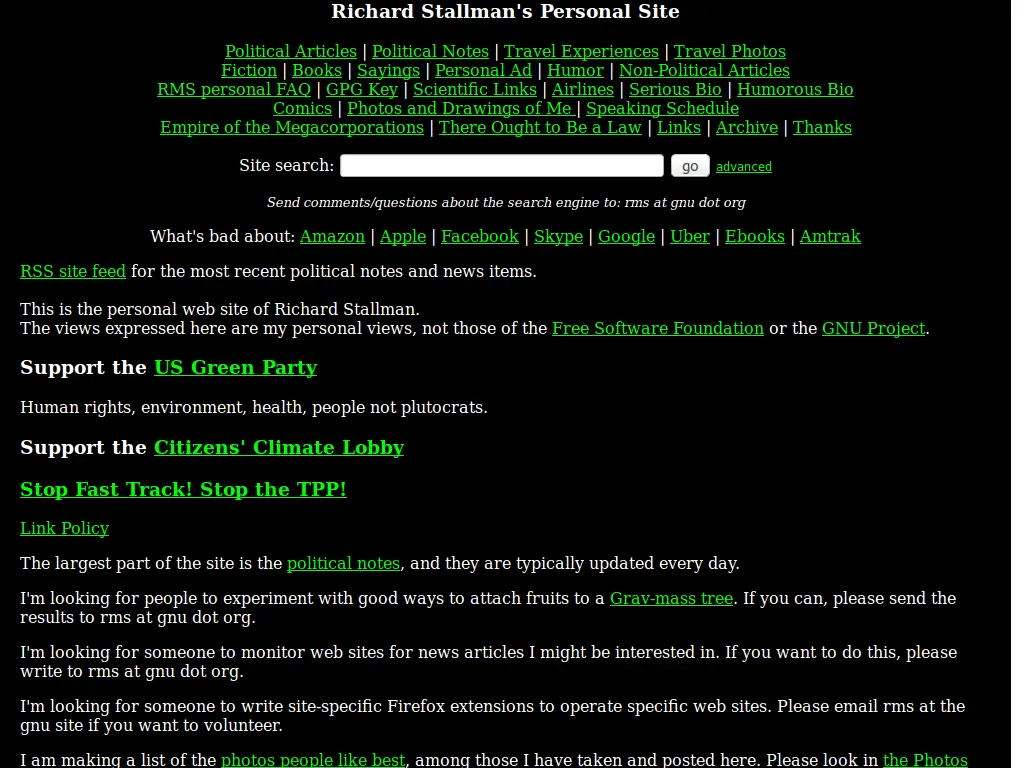 Richard Stallman's Personal Site
Political Articles | Political Notes | Travel Experiences | Travel Photos
Fiction | Books | Sayings | Personal Ad | Humor | Non-Political Articles
RMS personal FAQ | GPG Key | Scientific Links | Airlines | Serious Bio | Humorous Bio
Comics | Photos and Drawings of Me | Speaking Schedule
Empire of the Megacorporations | There Ought to Be a Law | Links | Archive | Thanks
Site search: go advanced
Send comments/questions about the search engine to: rms at gnu dot org
What's bad about: Amazon | Apple | Facebook | Skype | Google | Uber | Ebooks | Amtrak
RSS site feed for the most recent political notes and news items.
This is the personal web site of Richard Stallman.
The views expressed here are my personal views, not those of the Free Software Foundation or the GNU Project.
Support the US Green Party
Human rights, environment, health, people not plutocrats.
Support the Citizens' Climate Lobby
Stop Fast Track! Stop the TPP!
Link Policy
The largest part of the site is the political notes, and they are typically updated every day.
I'm looking for people to experiment with good ways to attach fruits to a Grav-mass tree. If you can, please send the
results to rms at gnu dot org.
I'm looking for someone to monitor web sites for news articles I might be interested in. If you want to do this, please
write to rms at gnu dot org.
I'm looking for someone to write site-specific Firefox extensions to operate specific web sites. Please email rms at the
gnu site if you want to volunteer.
I am making a list of the photos people like best, among those I have taken and posted here. Please look in the Photos